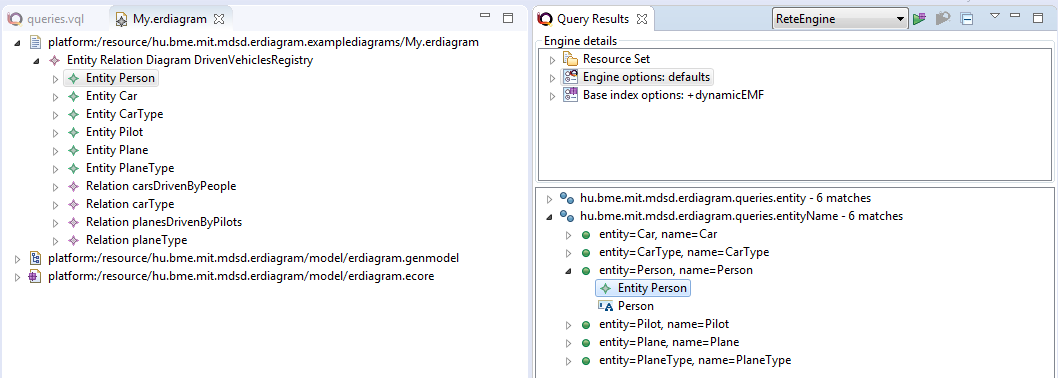 queries.vql
My.erdiagram
platform:/resource/hu.bme.mit.mdsd.erdiagram.examplediagrams/My.erdiagram
Entity Relation Diagram DrivenVehiclesRegistry
Entity Person
Entity Car
Entity CarType
Entity Pilot
Entity Plane
Entity PlaneType
Relation carsDrivenByPeople
Relation carType
Relation planesDrivenByPilots
Relation planeType
platform:/resource/hu.bme.mit.mdsd.erdiagram/model/erdiagram.genmodel
platform:/resource/hu.bme.mit.mdsd.erdiagram/model/erdiagram.ecore
Query Results
ReteEngine
Engine details
Resource Set
Engine options: defaults
Base index options: +dynamicEMF
hu.bme.mit.mdsd.erdiagram.queries.entity - 6 matches
hu.bme.mit.mdsd.erdiagram.queries.entityName - 6 matches
entity=Car, name=Car
entity=CarType, name=CarType
entity=Person, name=Person
Entity Person
Person
entity=Pilot, name=Pilot
entity=Plane, name=Plane
entity=PlaneType, name=PlaneType